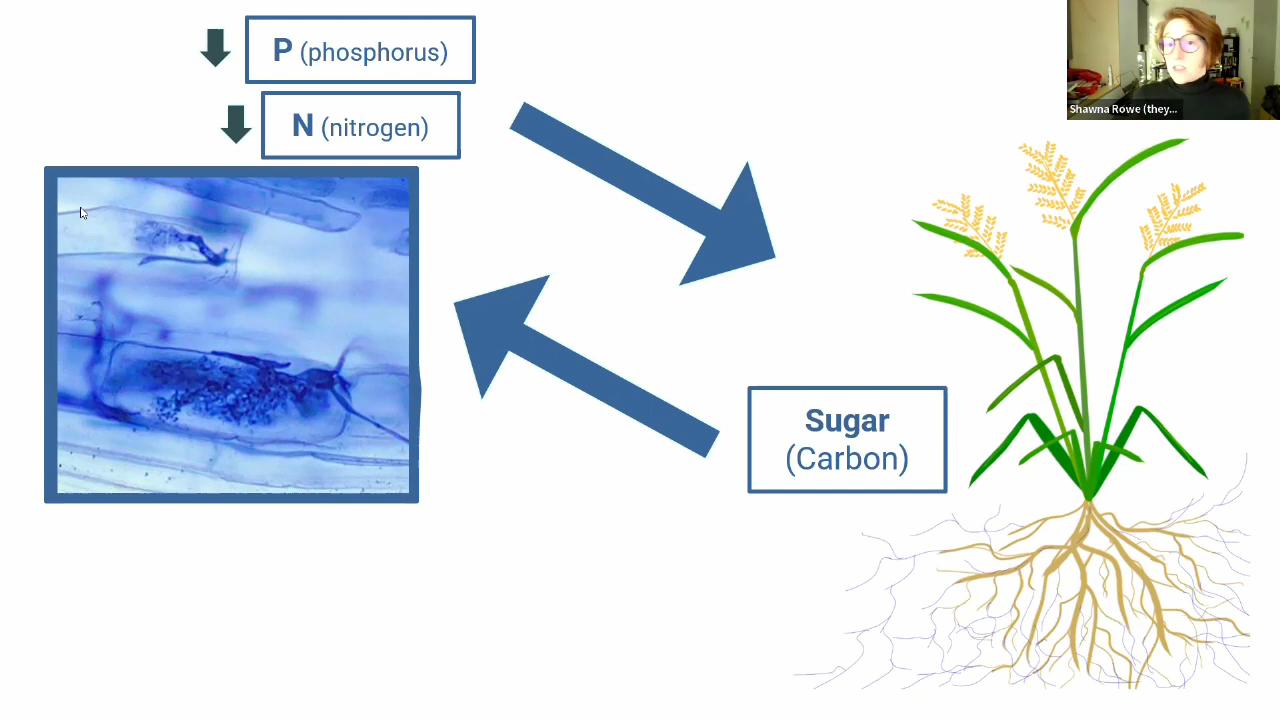 P (phosphorus)
N (nitrogen)
Shawna Rowe (they...
Sugar
(Carbon)